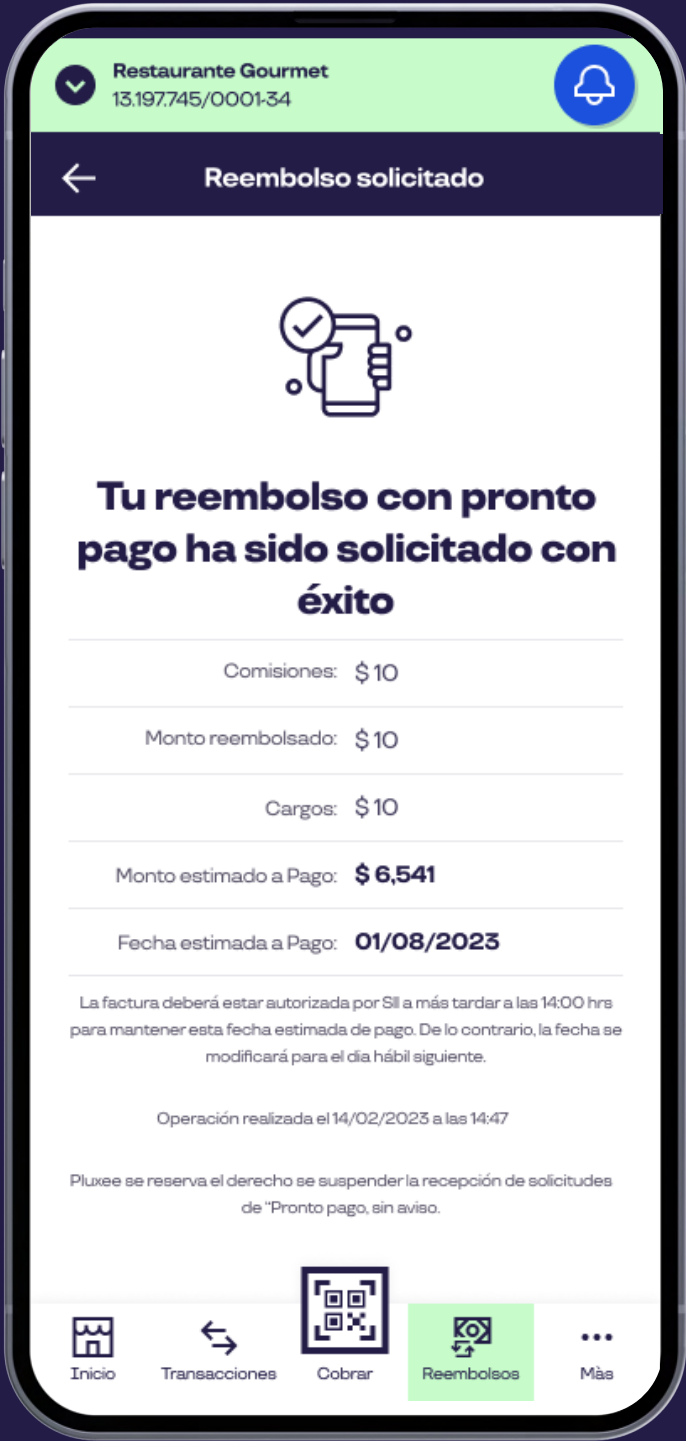 Restaurante Gourmet
13.197.745/0001-34
Reembolso solicitado
Tu reembolso con pronto
pago ha sido solicitado con
éxito
Comisiones: $ 10
Monto reembolsado: $ 10
Cargos: $ 10
Monto estimado a Pago: $ 6,541
Fecha estimada a Pago: 01/08/2023
La factura deberá estar autorizada por SII a más tardar a las 14:00 hrs
para mantener esta fecha estimada de pago. De lo contrario, la fecha se
modificará para el dia hábil siguiente.
Operación realizada el 14/02/2023 a las 14:47
Pluxee se reserva el derecho se suspender la recepción de solicitudes
de "Pronto pago, sin aviso.
Inicio
Transacciones
Cobrar
Reembolsos
Màs